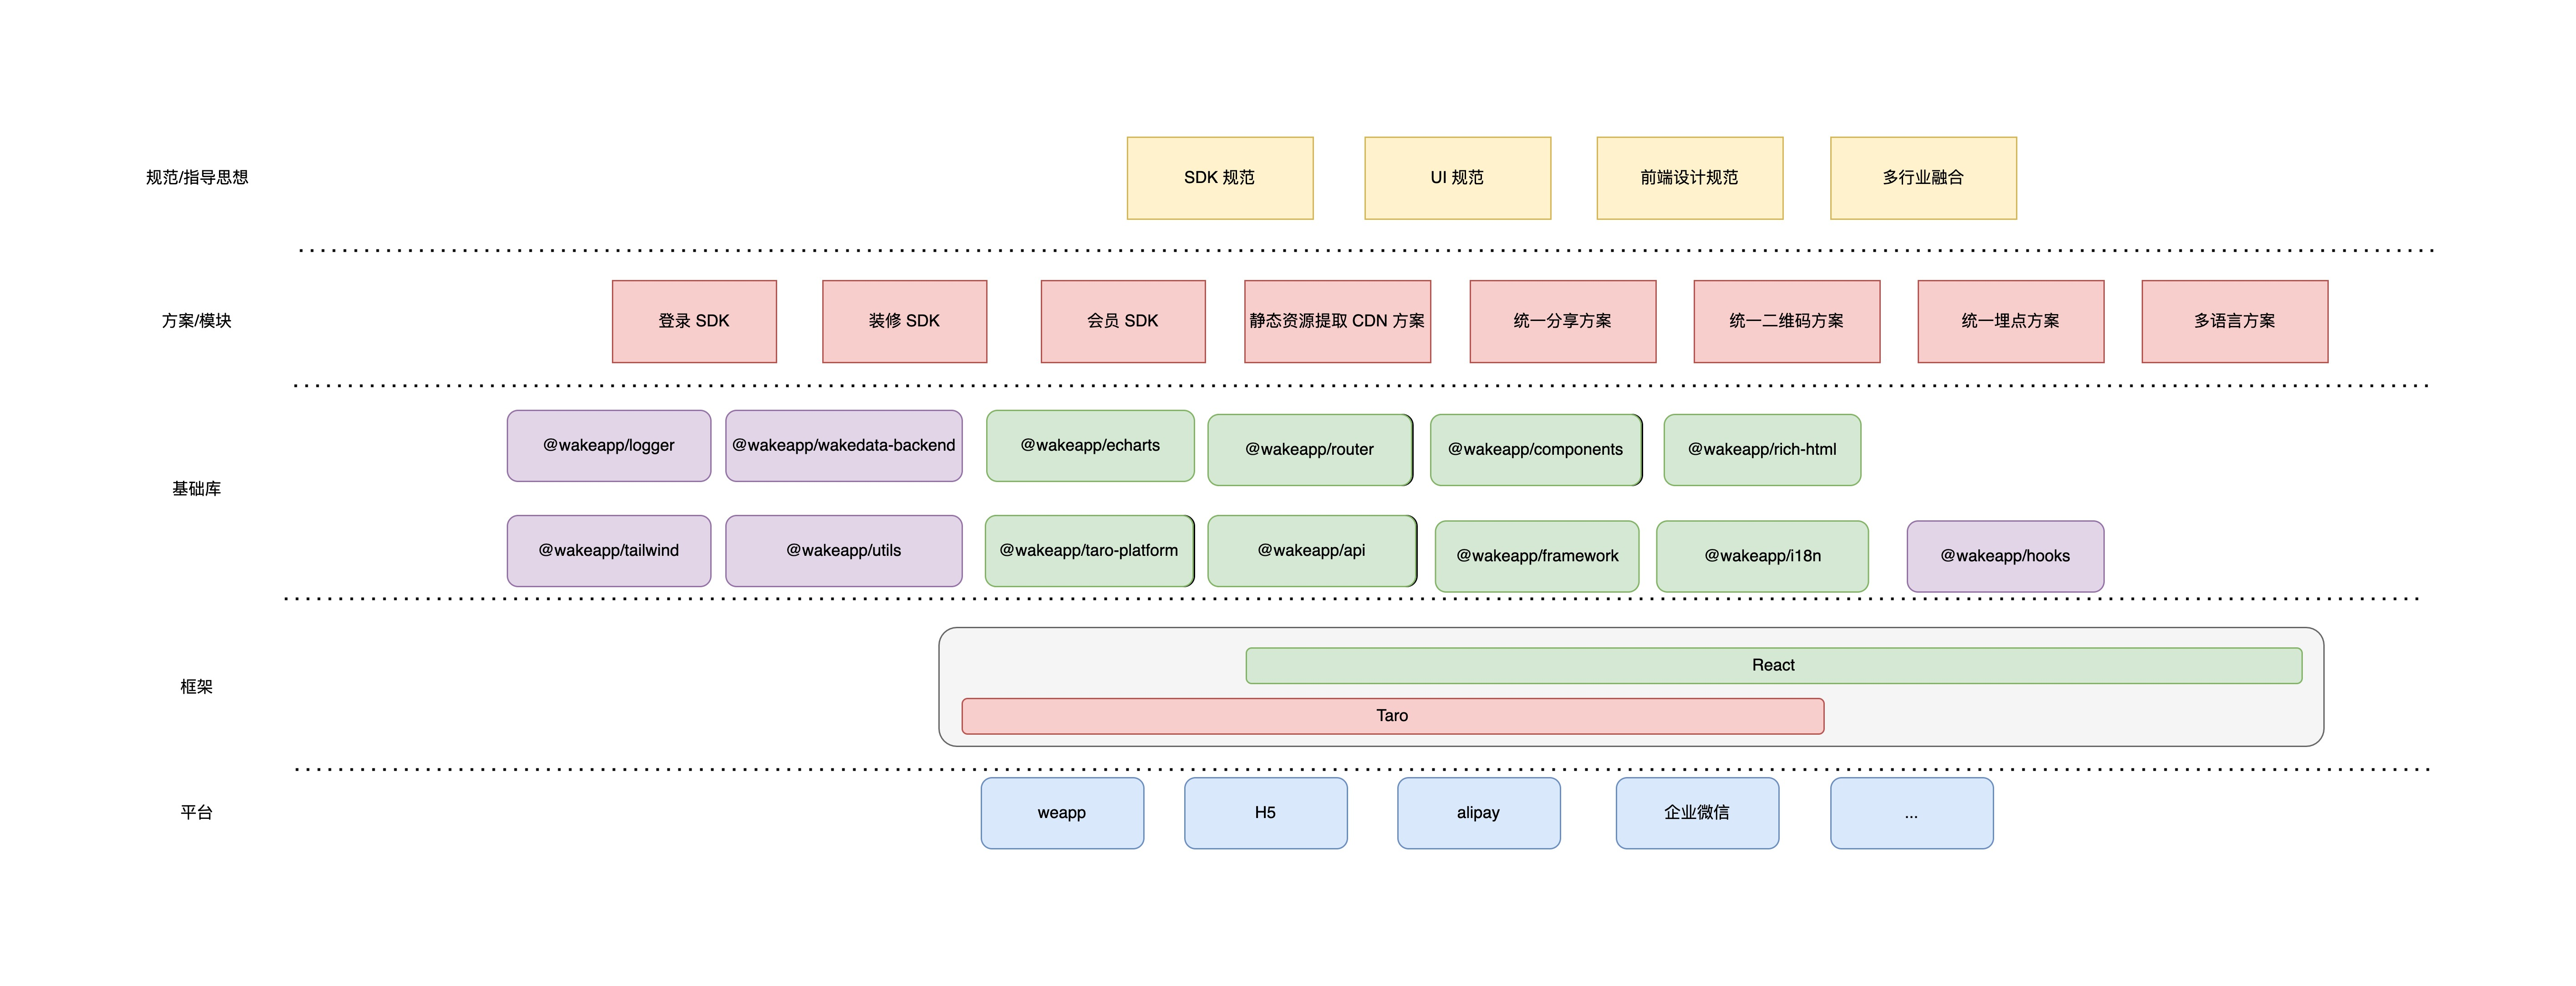 规范/指导思想
SDK 规范
UI 规范
前端设计规范
多行业融合
方案/模块
登录 SDK
装修 SDK
会员 SDK
静态资源提取 CDN 方案
统一分享方案
统一二维码方案
统一埋点方案
多语言方案
基础库
@wakeapp/logger
@wakeapp/wakedata-backend
@wakeapp/echarts
@wakeapp/router
@wakeapp/components
@wakeapp/rich-html
@wakeapp/tailwind
@wakeapp/utils
@wakeapp/taro-platform
@wakeapp/api
@wakeapp/framework
@wakeapp/i18n
@wakeapp/hooks
框架
React
Taro
平台
weapp
H5
alipay
企业微信
...